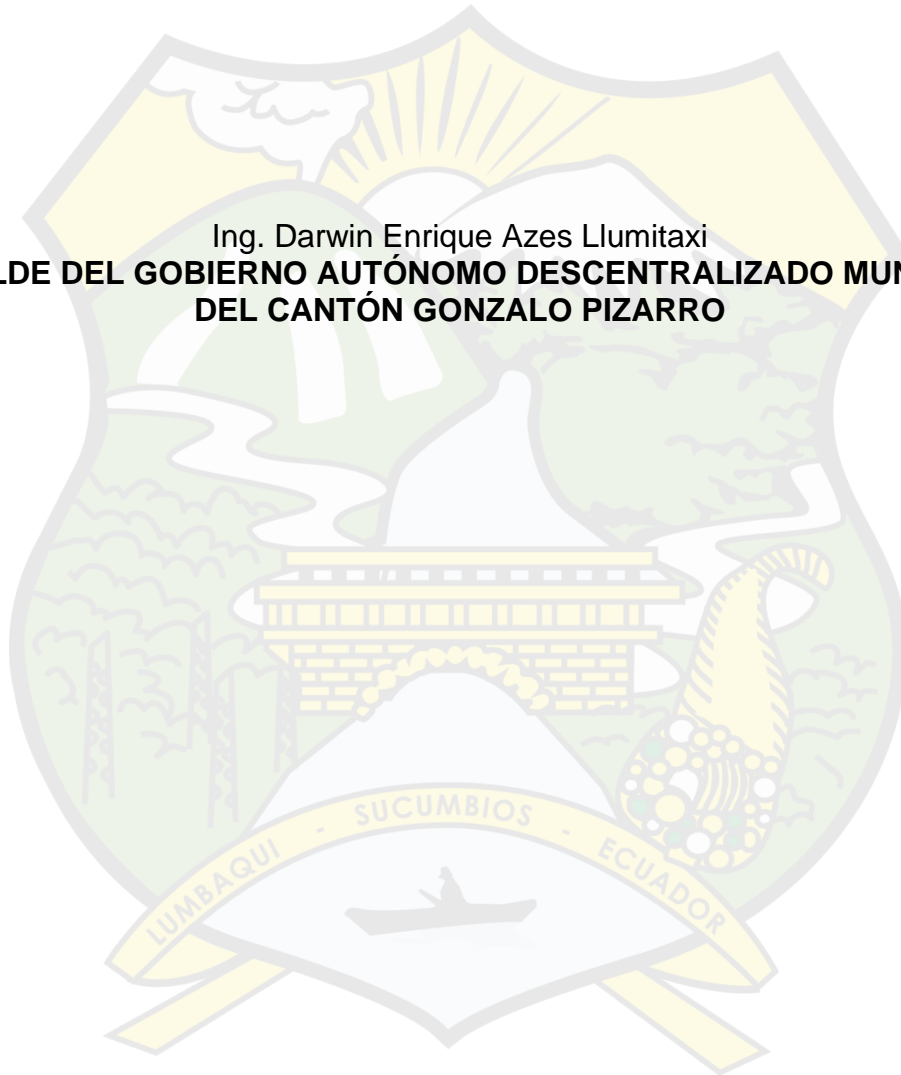 Ing. Darwin Enrique Azes Llumitaxi
LDE DEL GOBIERNO AUTÓNOMO DESCENTRALIZADO MUN
DEL CANTÓN GONZALO PIZARRO
LUMBAQUI - SUCUMBIOS - ECUADOR